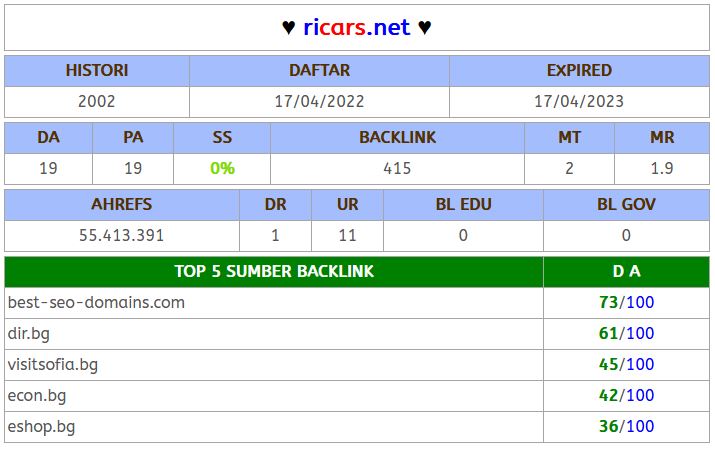 ♥ ricars.net ♥
HISTORI DAFTAR EXPIRED
2002 17/04/2022 17/04/2023
DA PA SS BACKLINK MT MR
19 19 0% 415 2 1.9
AHREFS DR UR BL EDU BL GOV
55.413.391 1 11 0 0
TOP 5 SUMBER BACKLINK D A
best-seo-domains.com 73/100
dir.bg 61/100
visitsofia.bg 45/100
econ.bg 42/100
eshop.bg 36/100